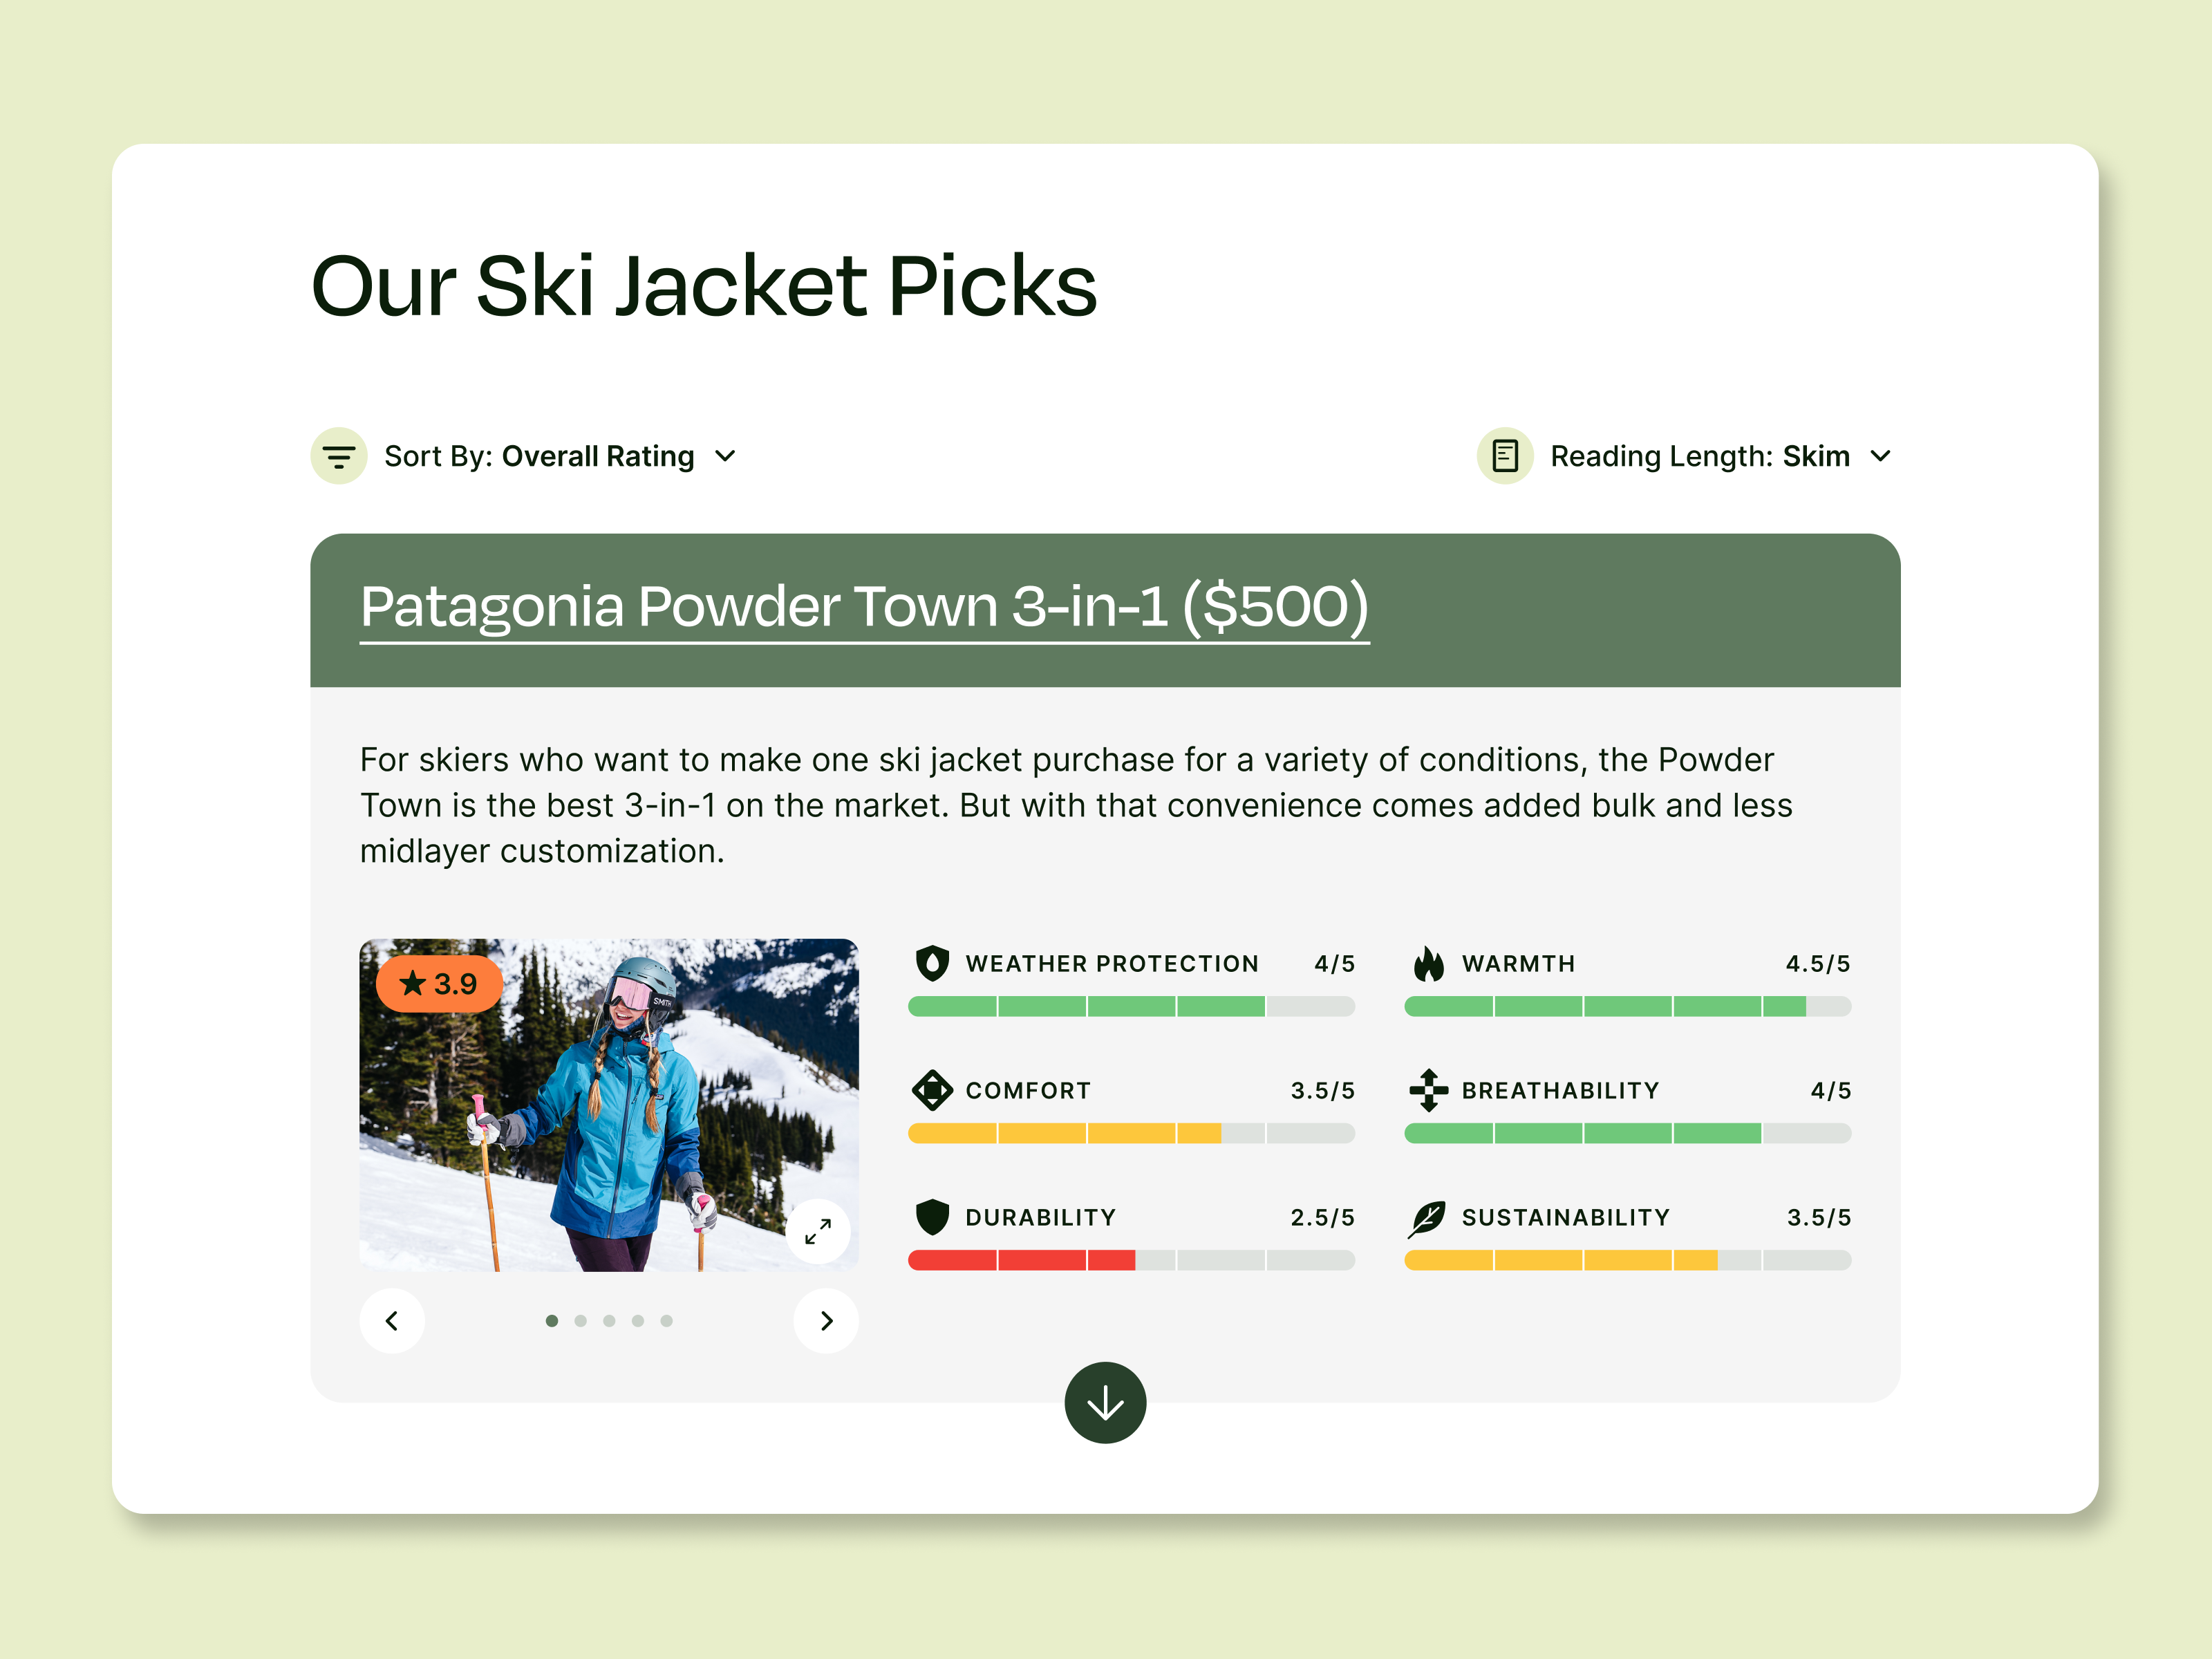 Our Ski Jacket Picks
Sort By: Overall Rating
Reading Length: Skim
Patagonia Powder Town 3-in-1 ($500)
For skiers who want to make one ski jacket purchase for a variety of conditions, the Powder
Town is the best 3-in-1 on the market. But with that convenience comes added bulk and less
midlayer customization.
3.9
SMITH
WEATHER PROTECTION 4/5
WARMTH 4.5/5
COMFORT 3.5/5
BREATHABILITY 4/5
DURABILITY 2.5/5
SUSTAINABILITY 3.5/5